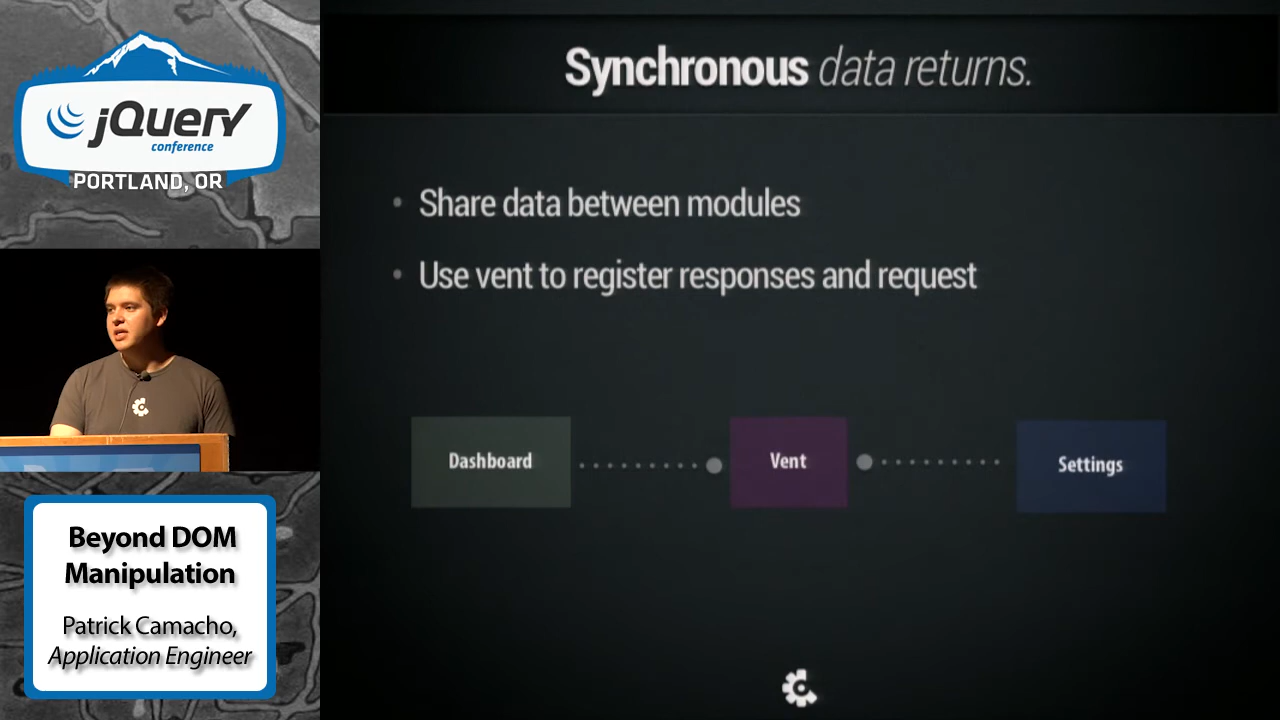 jQuery
conference
PORTLAND, OR
Beyond DOM
Manipulation
Patrick Camacho,
Application Engineer
Synchronous data returns.
• Share data between modules
• Use vent to register responses and request
Dashboard
Vent
Settings